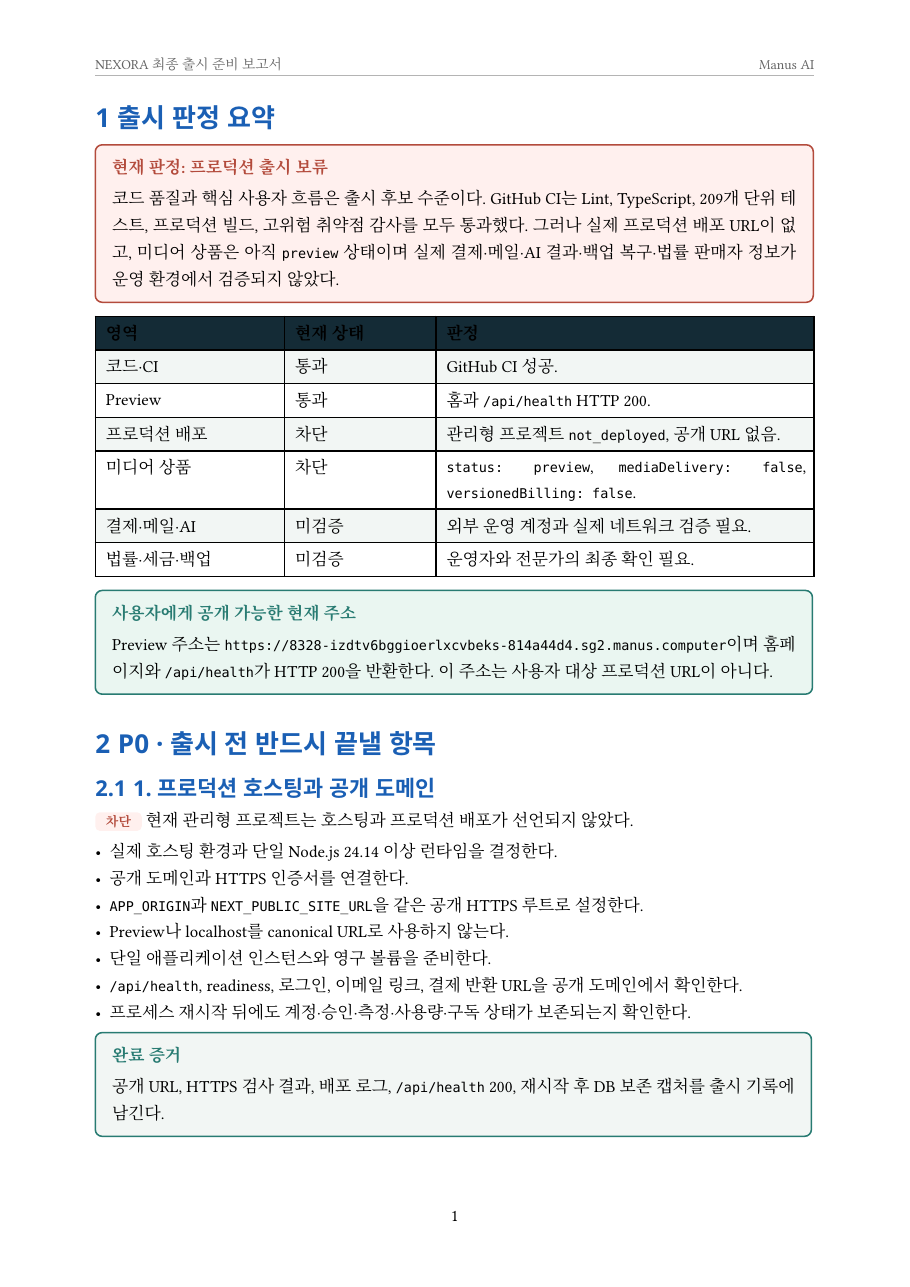 NEXORA 최종 출시 준비 보고서 Manus AI
1 출시 판정 요약
현재 판정: 프로덕션 출시 보류
코드 품질과 핵심 사용자 흐름은 출시 후보 수준이다. GitHub CI는 Lint, TypeScript, 209개 단위 테
스트, 프로덕션 빌드, 고위험 취약점 감사를 모두 통과했다. 그러나 실제 프로덕션 배포 URL이 없
고, 미디어 상품은 아직 preview 상태이며 실제 결제·메일·AI 결과·백업 복구·법률 판매자 정보가
운영 환경에서 검증되지 않았다.
영역 현재 상태 판정
코드·CI 통과 GitHub CI 성공.
Preview 통과 홈과 /api/health HTTP 200.
프로덕션 배포 차단 관리형 프로젝트 not_deployed, 공개 URL 없음.
미디어 상품 차단 status: preview, mediaDelivery: false,
versionedBilling: false.
결제·메일·AI 미검증 외부 운영 계정과 실제 네트워크 검증 필요.
법률·세금·백업 미검증 운영자와 전문가의 최종 확인 필요.
사용자에게 공개 가능한 현재 주소
Preview 주소는 https://8328-izdtv6bggioerlxcvbeks-814a44d4.sg2.manus.computer이며 홈페
이지와 /api/health가 HTTP 200을 반환한다. 이 주소는 사용자 대상 프로덕션 URL이 아니다.
2 P0 · 출시 전 반드시 끝낼 항목
2.1 1. 프로덕션 호스팅과 공개 도메인
차단 현재 관리형 프로젝트는 호스팅과 프로덕션 배포가 선언되지 않았다.
• 실제 호스팅 환경과 단일 Node.js 24.14 이상 런타임을 결정한다.
• 공개 도메인과 HTTPS 인증서를 연결한다.
• APP_ORIGIN과 NEXT_PUBLIC_SITE_URL을 같은 공개 HTTPS 루트로 설정한다.
• Preview나 localhost를 canonical URL로 사용하지 않는다.
• 단일 애플리케이션 인스턴스와 영구 볼륨을 준비한다.
• /api/health, readiness, 로그인, 이메일 링크, 결제 반환 URL을 공개 도메인에서 확인한다.
• 프로세스 재시작 뒤에도 계정·승인·측정·사용량·구독 상태가 보존되는지 확인한다.
완료 증거
공개 URL, HTTPS 검사 결과, 배포 로그, /api/health 200, 재시작 후 DB 보존 캡처를 출시 기록에
남긴다.
1